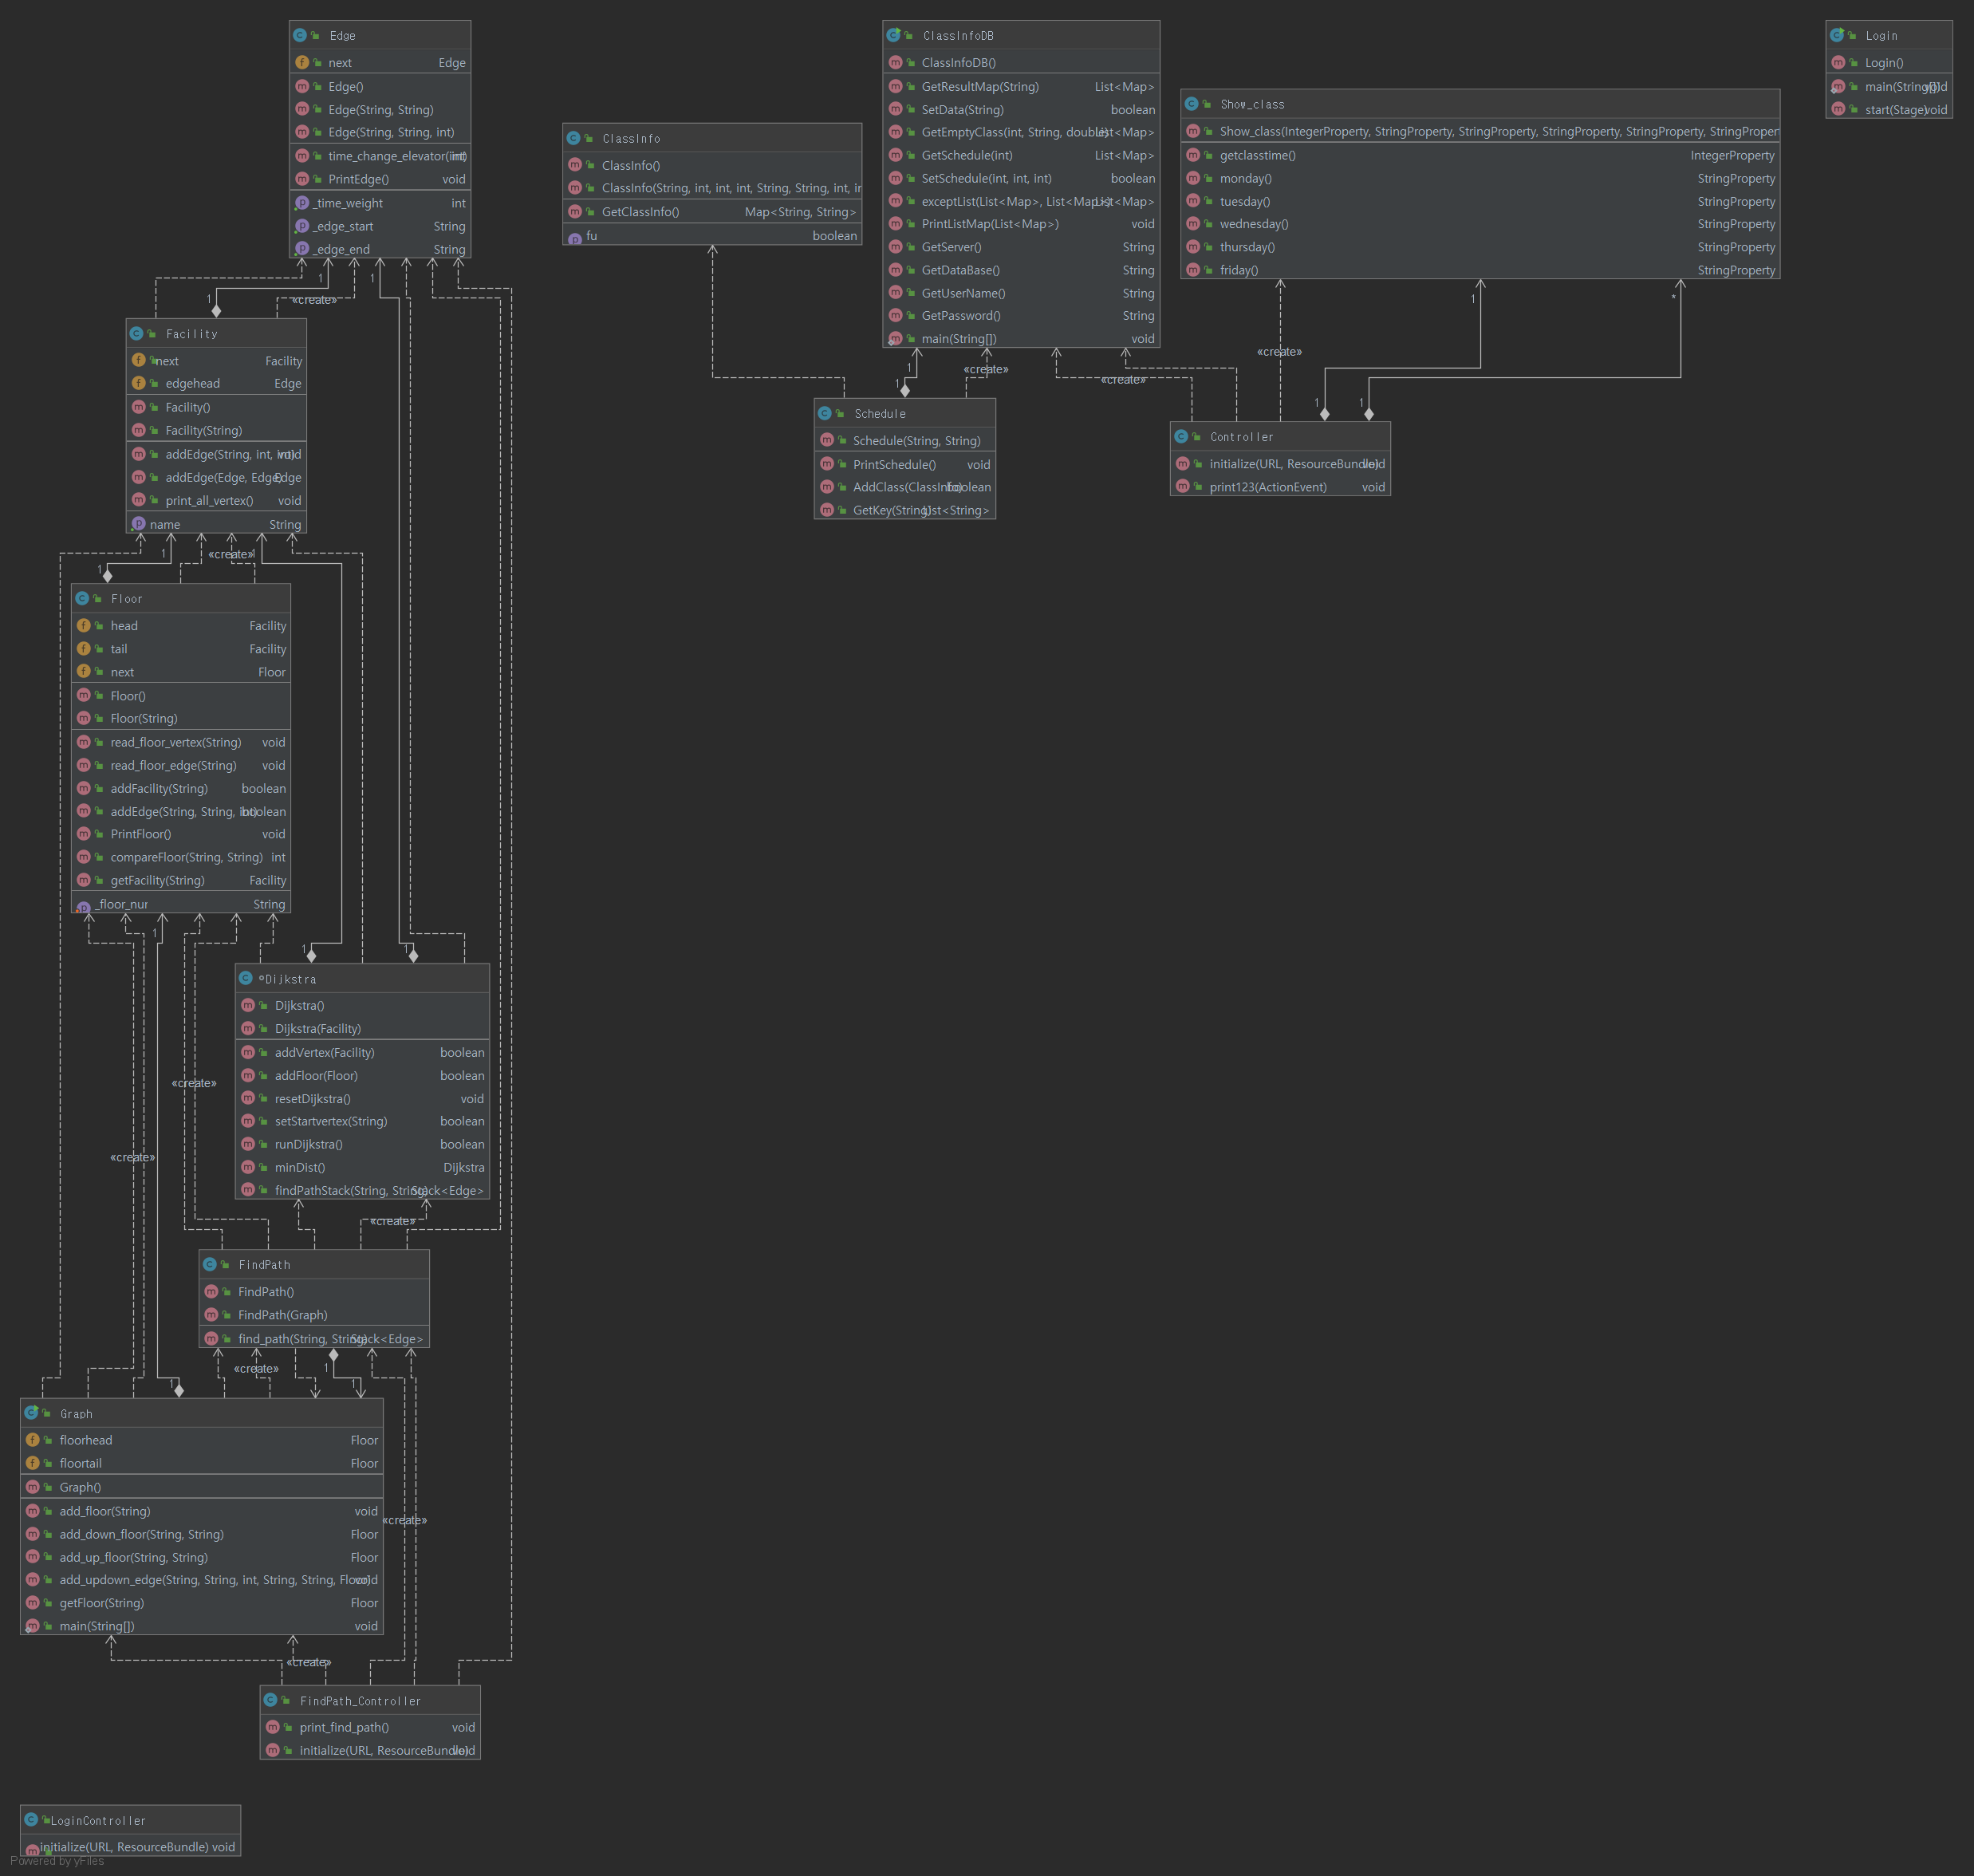 Edge
next Edge
Edge()
Edge(String, String)
Edge(String, String, int)
time_change_elevator(int) int
PrintEdge() void
_time_weight int
_edge_start String
_edge_end String
1
1
1
«create»
Facility
next Facility
edgehead Edge
Facility()
Facility(String)
addEdge(String, int, int) void
addEdge(Edge, Edge) Edge
print_all_vertex() void
name String
1
«create»
1
1
Floor
head Facility
tail Facility
next Floor
Floor()
Floor(String)
read_floor_vertex(String) void
read_floor_edge(String) void
addFacility(String) boolean
addEdge(String, String, int) boolean
PrintFloor() void
compareFloor(String, String) int
getFacility(String) Facility
_floor_nur String
1
1
1
Dijkstra
Dijkstra()
Dijkstra(Facility)
addVertex(Facility) boolean
addFloor(Floor) boolean
resetDijkstra() void
setStartvertex(String) boolean
runDijkstra() boolean
minDist() Dijkstra
findPathStack(String, String) Stack<Edge>
«create»
«create»
«create»
FindPath
FindPath()
FindPath(Graph)
find_path(String, String) Stack<Edge>
«create»
1
1
1
Graph
floorhead Floor
floortail Floor
Graph()
add_floor(String) void
add_down_floor(String, String) Floor
add_up_floor(String, String) Floor
add_updown_edge(String, String, int, String, String, Floor) void
getFloor(String) Floor
main(String[]) void
«create»
«create»
FindPath_Controller
print_find_path() void
initialize(URL, ResourceBundle) void
LoginController
initialize(URL, ResourceBundle) void
Powered by yFiles
ClassInfo
ClassInfo()
ClassInfo(String, int, int, int, String, String, int, ir
GetClassInfo() Map<String, String>
fu boolean
ClassInfoDB
ClassInfoDB()
GetResultMap(String) List<Map>
SetData(String) boolean
GetEmptyClass(int, String, double) List<Map>
GetSchedule(int) List<Map>
SetSchedule(int, int, int) boolean
exceptList(List<Map>, List<Map>) List<Map>
PrintListMap(List<Map>) void
GetServer() String
GetDataBase() String
GetUserName() String
GetPassword() String
main(String[]) void
1
1
«create»
«create»
Schedule
Schedule(String, String)
PrintSchedule() void
AddClass(ClassInfo) boolean
GetKey(String) List<String>
Show_class
Show_class(IntegerProperty, StringProperty, StringProperty, StringProperty, StringProperty, StringProper
getclasstime() IntegerProperty
monday() StringProperty
tuesday() StringProperty
wednesday() StringProperty
thursday() StringProperty
friday() StringProperty
1
*
«create»
1
1
Controller
initialize(URL, ResourceBundle) void
print123(ActionEvent) void
Login
Login()
main(String[]) void
start(Stage) void